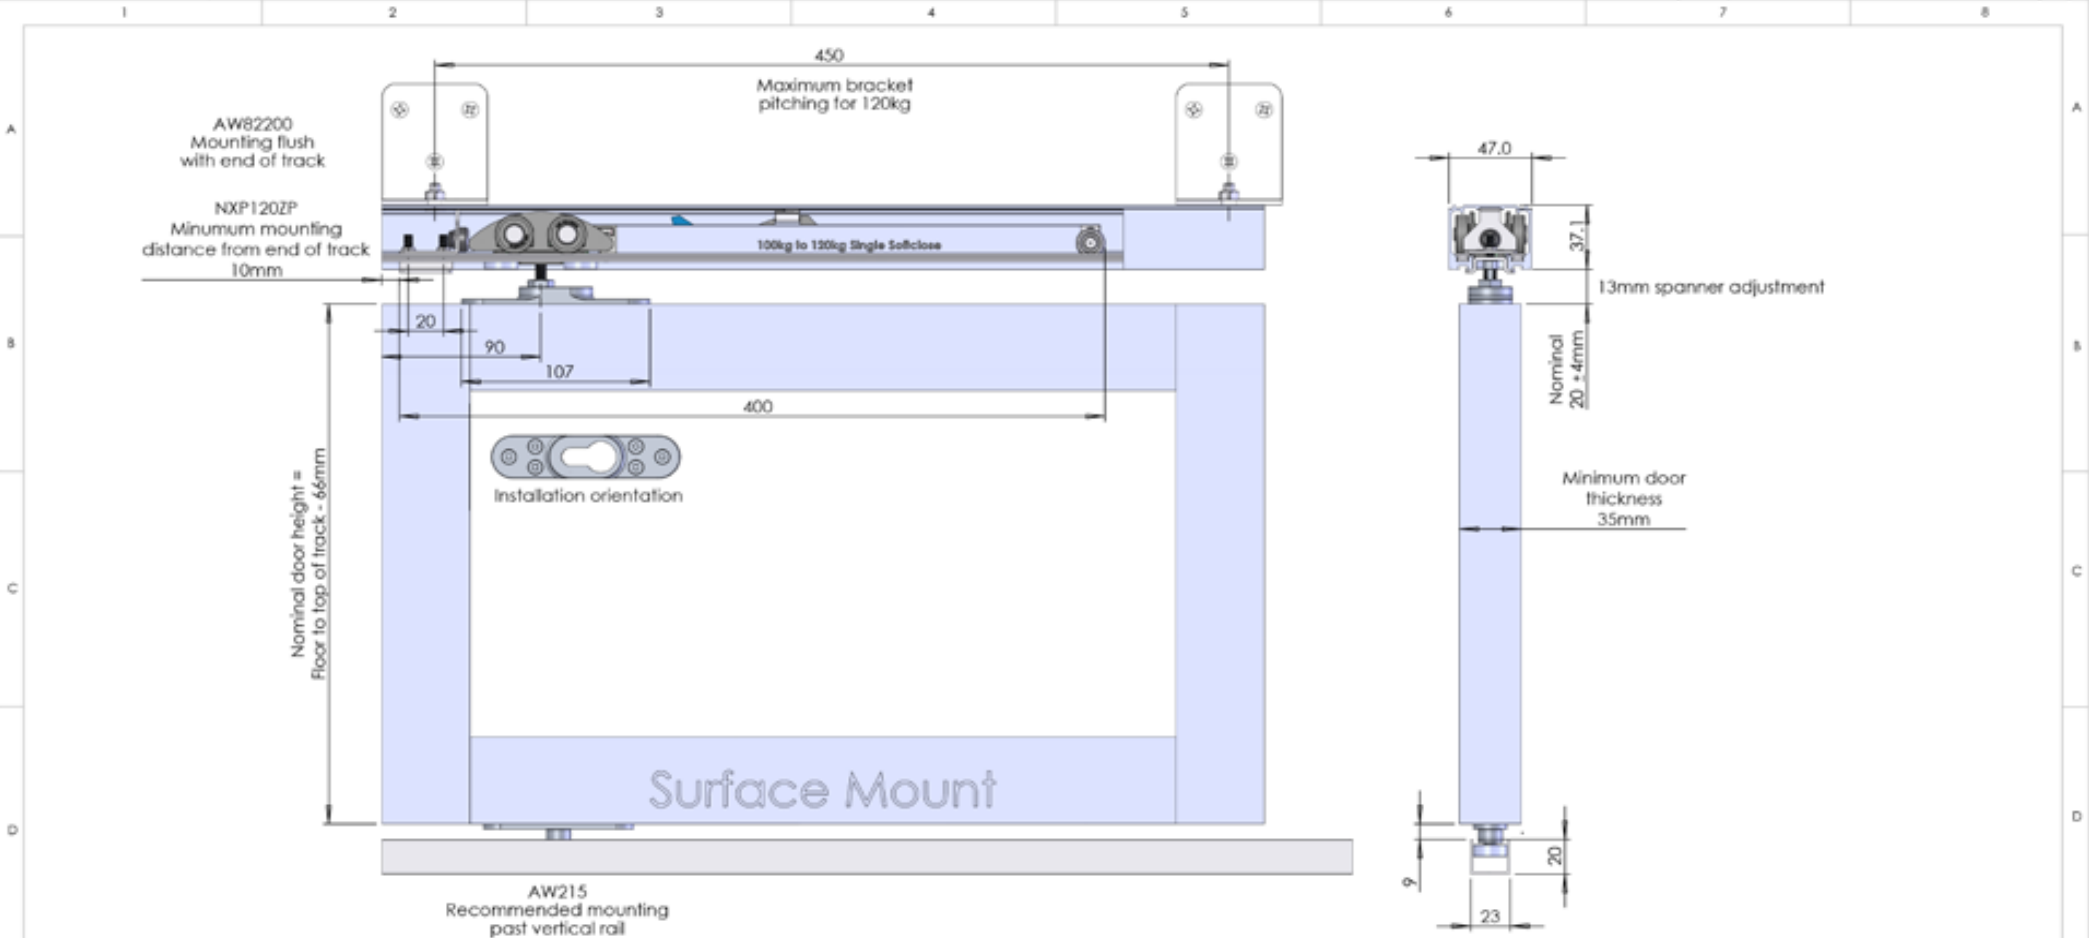 1 2 3 4 5 6 7 8
A
A
450
Maximum bracket
pitching for 120kg
AW82200
Mounting flush
with end of track
NXP120ZP
Minumum mounting
distance from end of track
10mm
100kg to 120kg Single Softclose
47.0
37.1
13mm spanner adjustment
B
B
20
90
107
400
Nominal
20 ±4mm
Installation orientation
Nominal door height =
Floor to top of track - 66mm
Minimum door
thickness
35mm
C
C
Surface Mount
D
D
9
20
23
AW215
Recommended mounting
past vertical rail